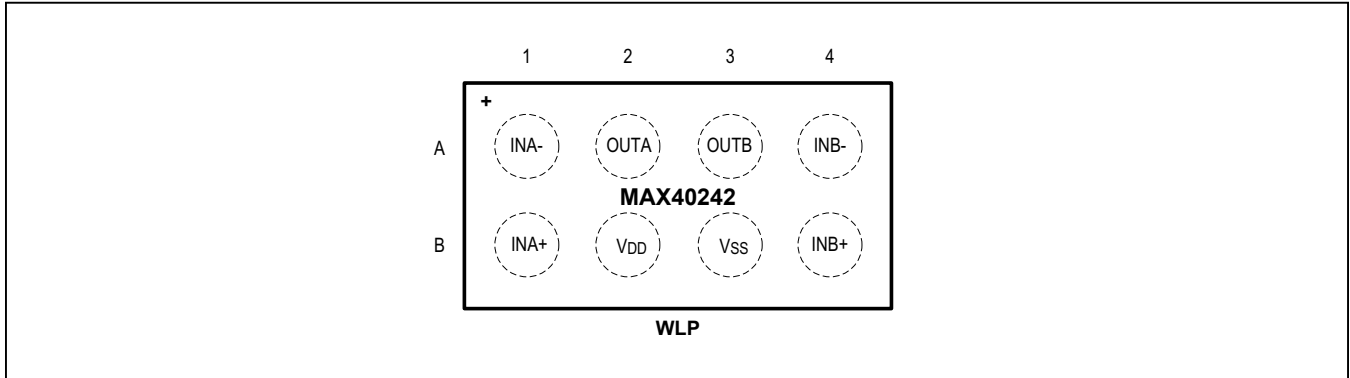 1 2 3 4
+
A INA- OUTA OUTB INB-
MAX40242
B INA+ VDD VSS INB+
WLP